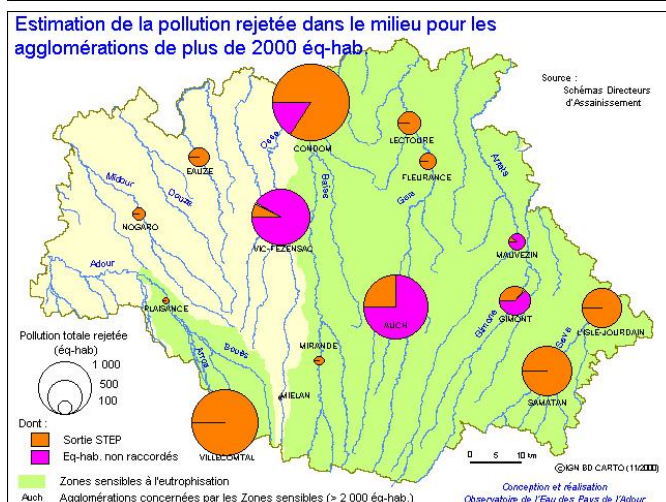 Estimation de la pollution rejetée dans le milieu pour les
agglomérations de plus de 2000 éq-hab.
Source :
Schémas Directeurs
d'Assainissement
CONDOM
LECTOURE
FLEURANCE
EAUZE
Osse
Baïse
Gers
Arrats
Midour
Douze
NOGARO
VIC-FEZENSAC
MAUVEZIN
Adour
PLAISANCE
AUCH
GIMONT
Gimone
L'ISLE-JOURDAIN
Save
Pollution totale rejetée
(éq-hab)
1 000
500
100
Arros
Bouès
MIRANDE
MIELAN
SAMATAN
VILLECOMTAL
Dont :
Sortie STEP
Eq-hab. non raccordés
0 5 10 km
©IGN BD CARTO (11/2000)
Zones sensibles à l'eutrophisation
Auch Agglomérations concernées par les Zones sensibles (> 2 000 éq-hab.)
Conception et réalisation
Observatoire de l'Eau des Pays de l'Adour